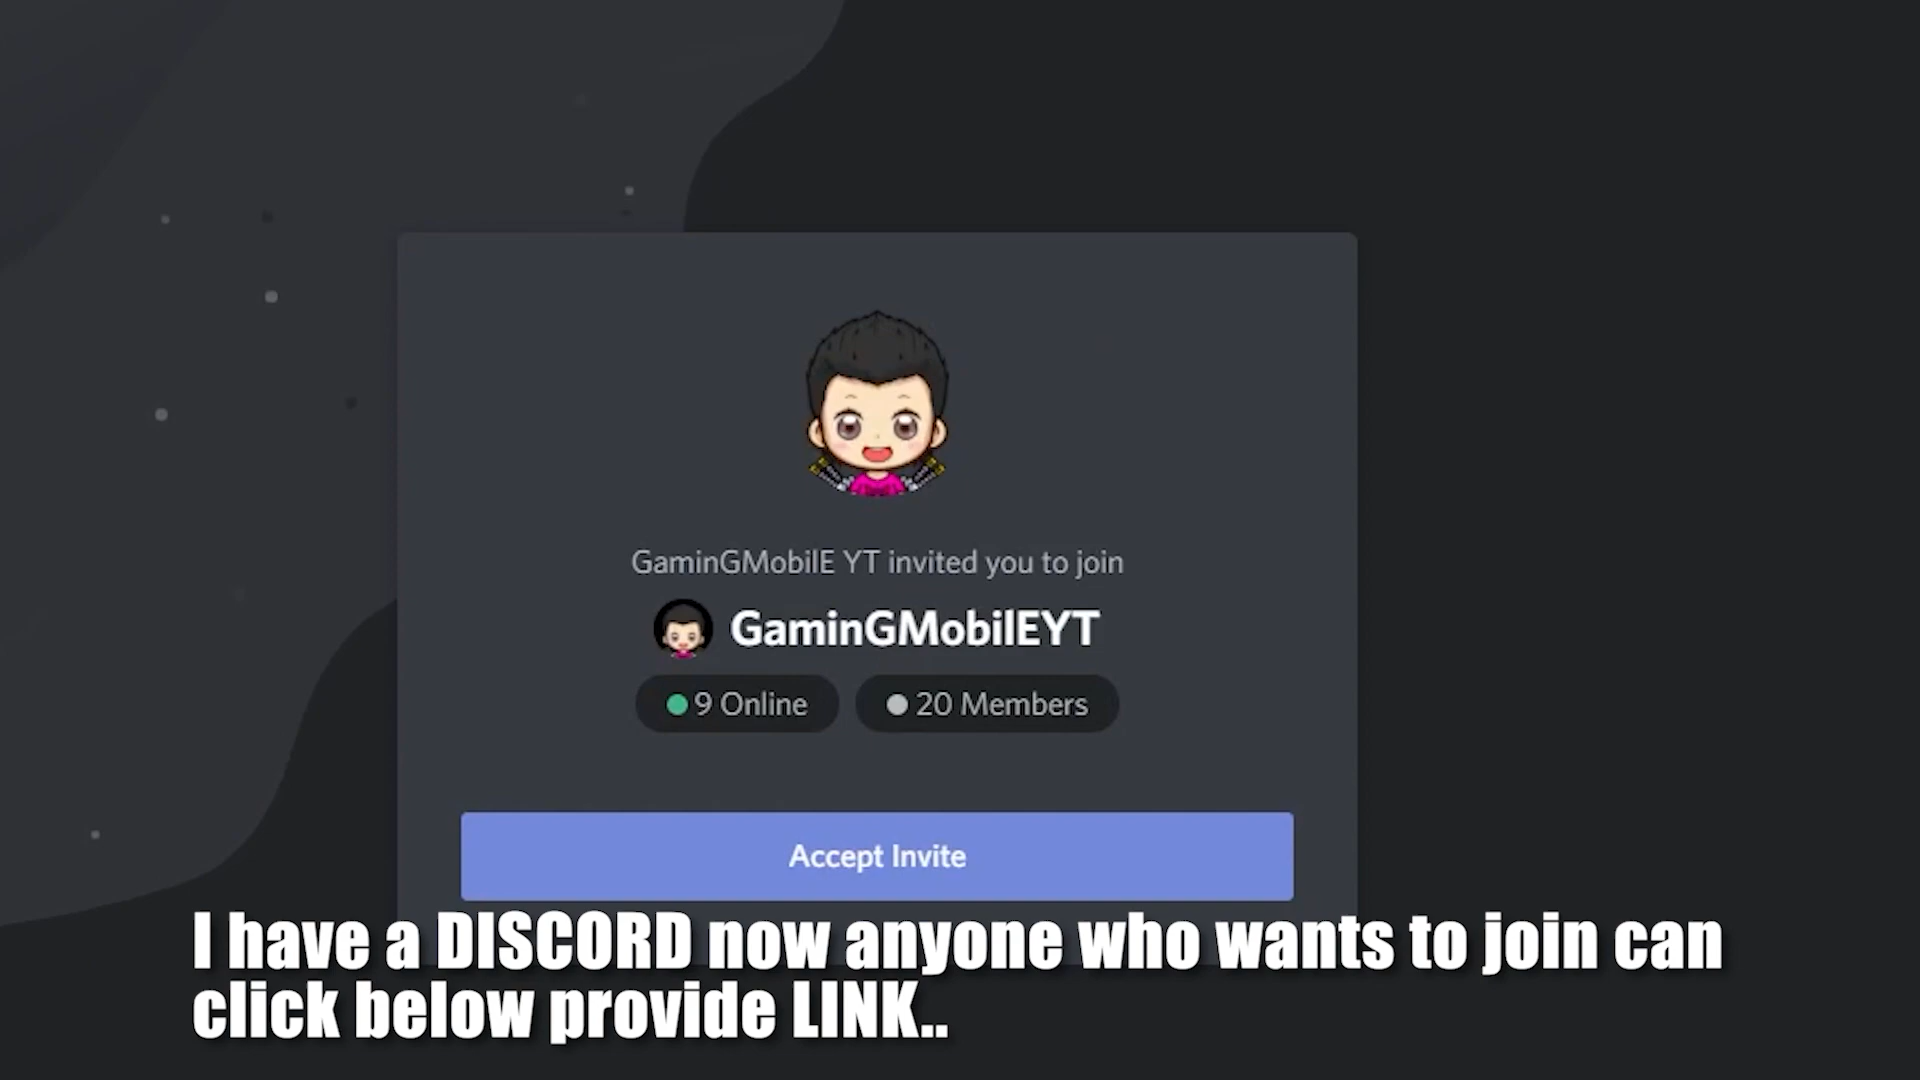 GaminGMobilE YT invited you to join
GaminGMobilEYT
9 Online 20 Members
Accept Invite
I have a DISCORD now anyone who wants to join can
click below provide LINK..